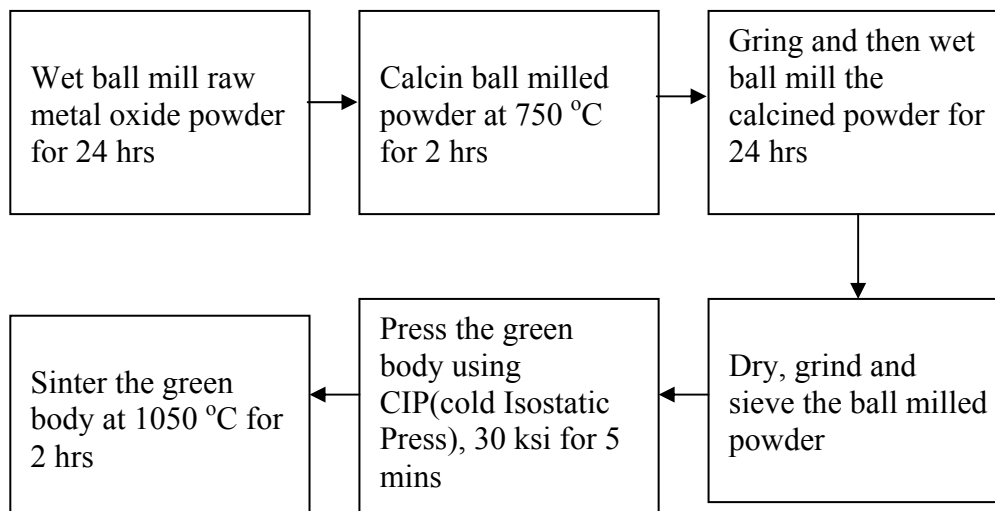 Wet ball mill raw
metal oxide powder
for 24 hrs
Calcin ball milled
powder at 750 °C
for 2 hrs
Gring and then wet
ball mill the
calcined powder for
24 hrs
Dry, grind and
sieve the ball milled
powder
Press the green
body using
CIP(cold Isostatic
Press), 30 ksi for 5
mins
Sinter the green
body at 1050 °C for
2 hrs